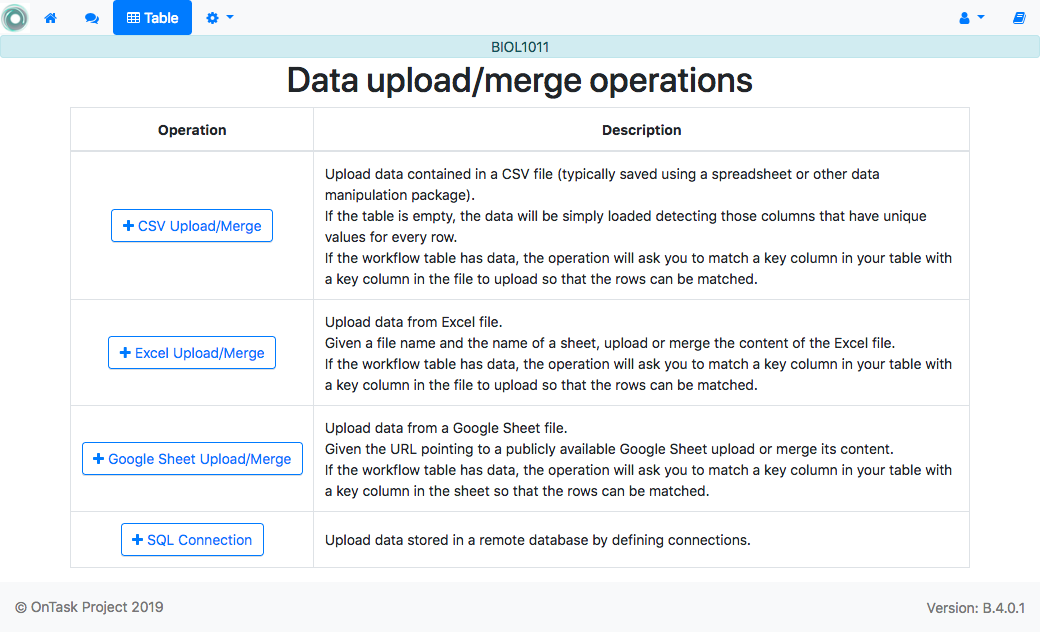 Table
BIOL1011
Data upload/merge operations
Operation
Description
CSV Upload/Merge
Upload data contained in a CSV file (typically saved using a spreadsheet or other data
manipulation package).
If the table is empty, the data will be simply loaded detecting those columns that have unique
values for every row.
If the workflow table has data, the operation will ask you to match a key column in your table with
a key column in the file to upload so that the rows can be matched.
Excel Upload/Merge
Upload data from Excel file.
Given a file name and the name of a sheet, upload or merge the content of the Excel file.
If the workflow table has data, the operation will ask you to match a key column in your table with
a key column in the file to upload so that the rows can be matched.
Google Sheet Upload/Merge
Upload data from a Google Sheet file.
Given the URL pointing to a publicly available Google Sheet upload or merge its content.
If the workflow table has data, the operation will ask you to match a key column in your table with
a key column in the sheet so that the rows can be matched.
SQL Connection
Upload data stored in a remote database by defining connections.
© OnTask Project 2019
Version: B.4.0.1